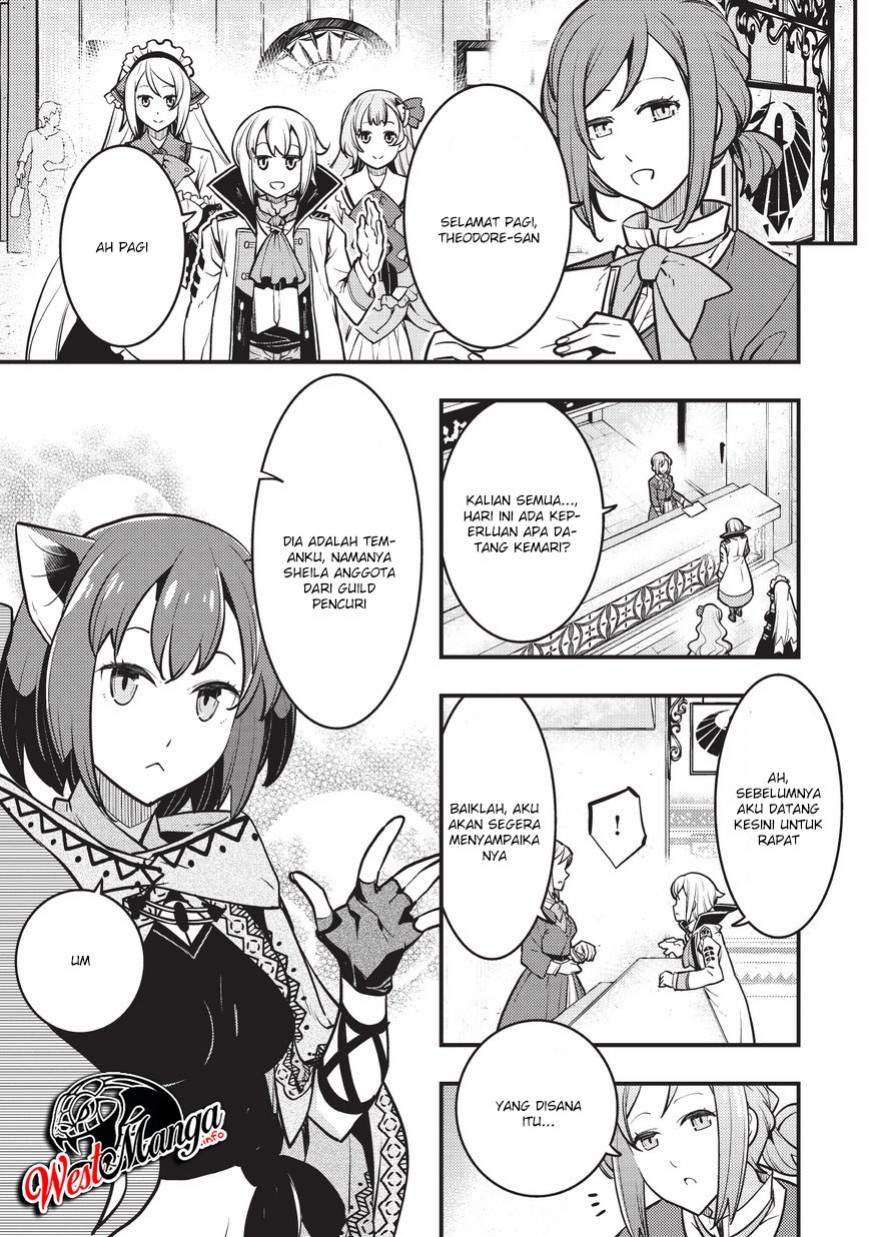 SELAMAT PAGI,
THEODORE-SAN
AH PAGI
KALIAN SEMUA...,
HARI INI ADA KEP-
ERLUAN APA DA-
TANG KEMARI?
AH,
SEBELUMNYA
AKU DATANG
KESINI UNTUK
RAPAT
!
BAIKLAH, AKU
AKAN SEGERA
MENYAMPAIKA
NYA
YANG DISANA
ITU...
DIA ADALAH TEM-
ANKU, NAMANYA
SHEILA ANGGOTA
DARI GUILD
PENCURI
UM
WestManga
.info